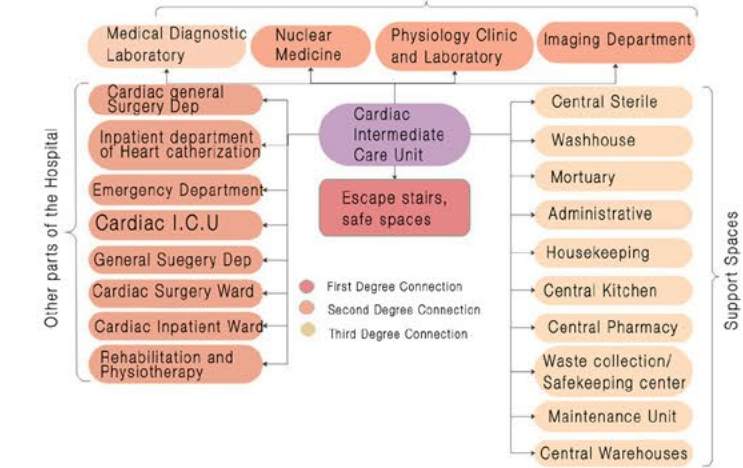 Medical Diagnostic
Laboratory
Nuclear
Medicine
Physiology Clinic
and Laboratory
Imaging Department
Other parts of the Hospital
Cardiac general
Surgery Dep
Inpatient department
of Heart catherization
Emergency Department
Cardiac I.C.U
General Suegery Dep
Cardiac Surgery Ward
Cardiac Inpatient Ward
Rehabilitation and
Physiotherapy
Cardiac
Intermediate
Care Unit
Escape stairs,
safe spaces
First Degree Connection
Second Degree Connection
Third Degree Connection
Central Sterile
Washhouse
Mortuary
Administrative
Housekeeping
Central Kitchen
Central Pharmacy
Waste collection/
Safekeeping center
Maintenance Unit
Central Warehouses
Support Spaces